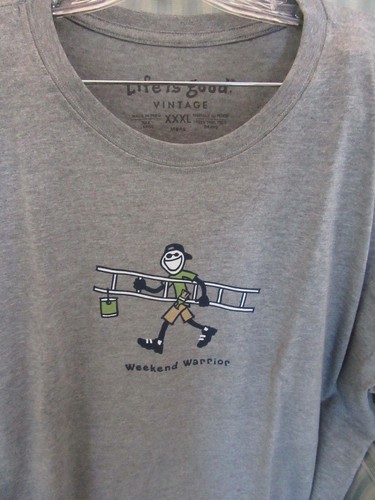 Life is good.
VINTAGE
XXXL
Weekend Warrior